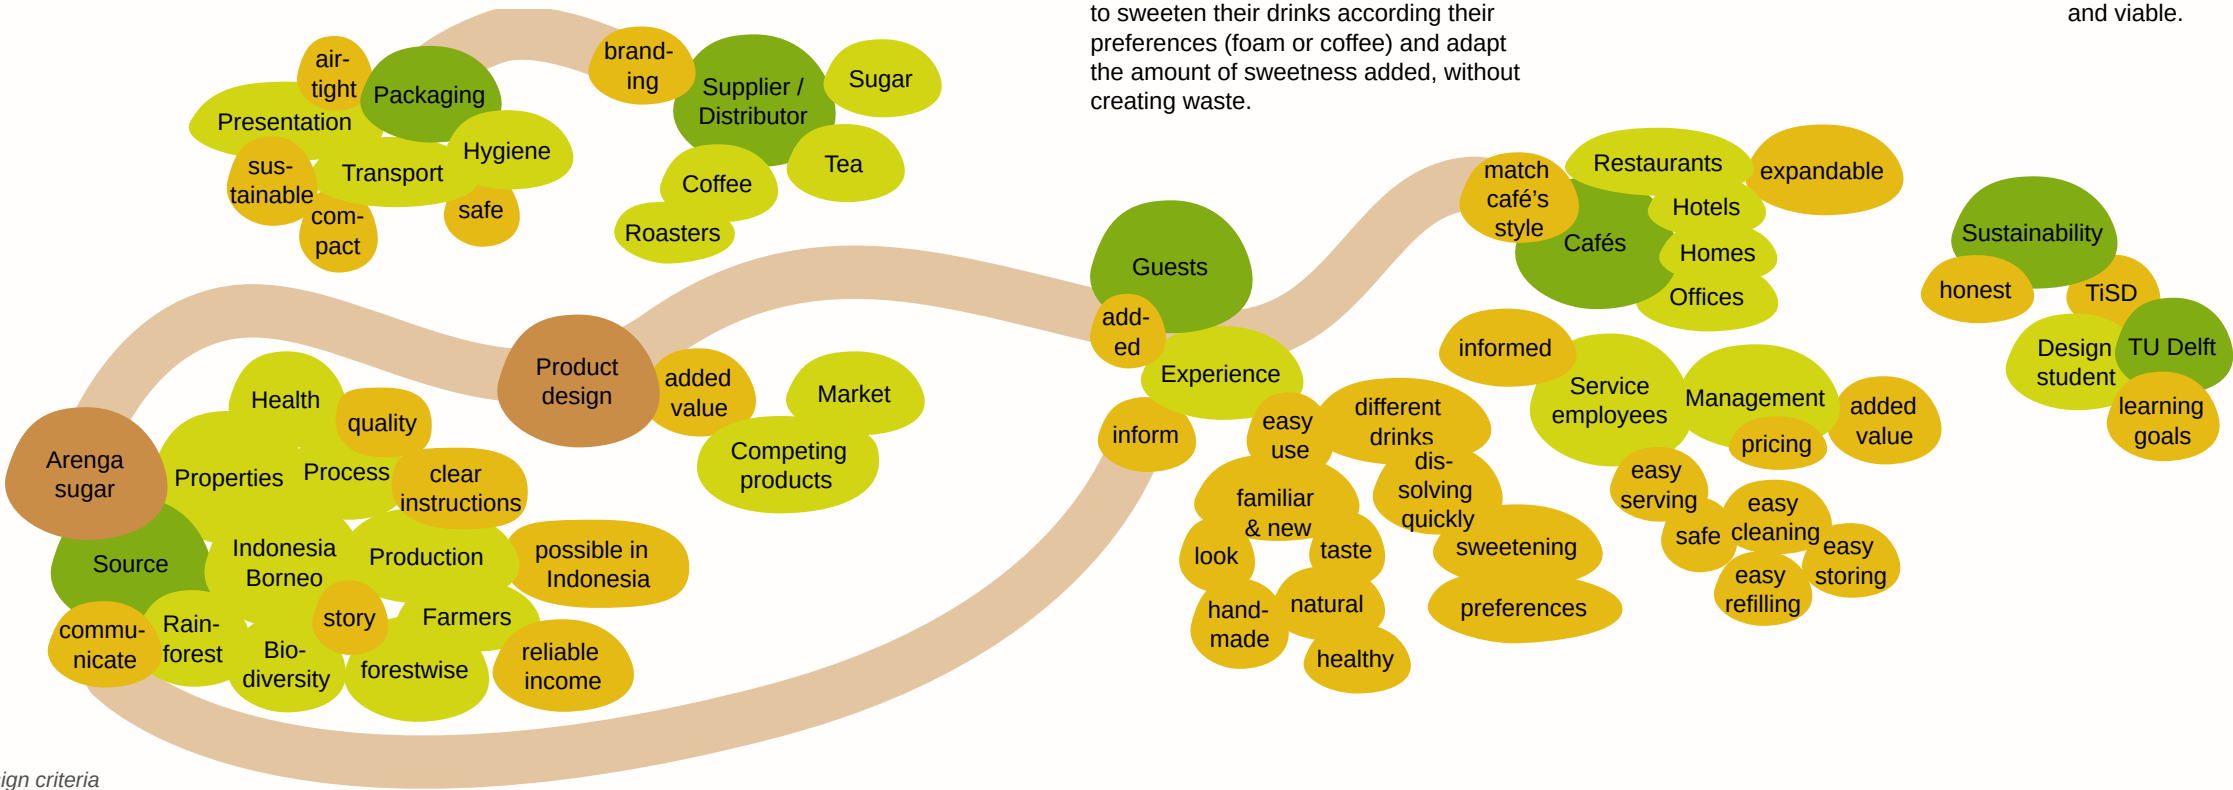 to sweeten their drinks according their
preferences (foam or coffee) and adapt
the amount of sweetness added, without
creating waste.
and viable.
air-
tight
Packaging
Presentation
Hygiene
sus-
tainable
Transport
com-
pact
safe
brand-
ing
Supplier /
Distributor
Sugar
Tea
Coffee
Roasters
Guests
add-
ed
Experience
inform
match
café's
style
Restaurants
expandable
Hotels
Cafés
Homes
Offices
Sustainability
honest
TiSD
Design
student
TU Delft
learning
goals
Product
design
added
value
Market
Competing
products
Arenga
sugar
Health
quality
Properties
Process
clear
instructions
Source
Indonesia
Borneo
Production
possible in
Indonesia
commu-
nicate
Rain-
forest
story
Farmers
Bio-
diversity
forestwise
reliable
income
easy
use
different
drinks
dis-
solving
quickly
familiar
& new
look
taste
sweetening
hand-
made
natural
preferences
healthy
informed
Service
employees
Management
pricing
added
value
easy
serving
safe
easy
cleaning
easy
storing
easy
refilling
ign criteria